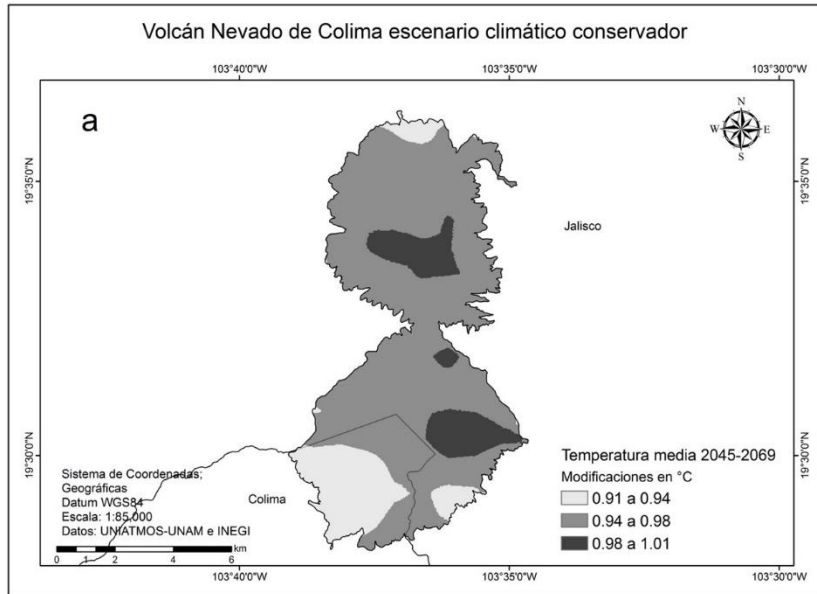 Volcán Nevado de Colima escenario climático conservador
103°40'0"W
103°35'0"W
103°30'0"W
a
N
W
E
S
19°35'0"N
19°35'0"N
Jalisco
19°30'0"N
19°30'0"N
Temperatura media 2045-2069
Modificaciones en °C
0.91 a 0.94
0.94 a 0.98
0.98 a 1.01
Colima
Sistema de Coordenadas;
Geográficas
Datum WGS84
Escala: 1:85,000
Datos: UNIATMOS-UNAM e INEGI
km
0 1 2 4 6
103°40'0"W
103°35'0"W
103°30'0"W